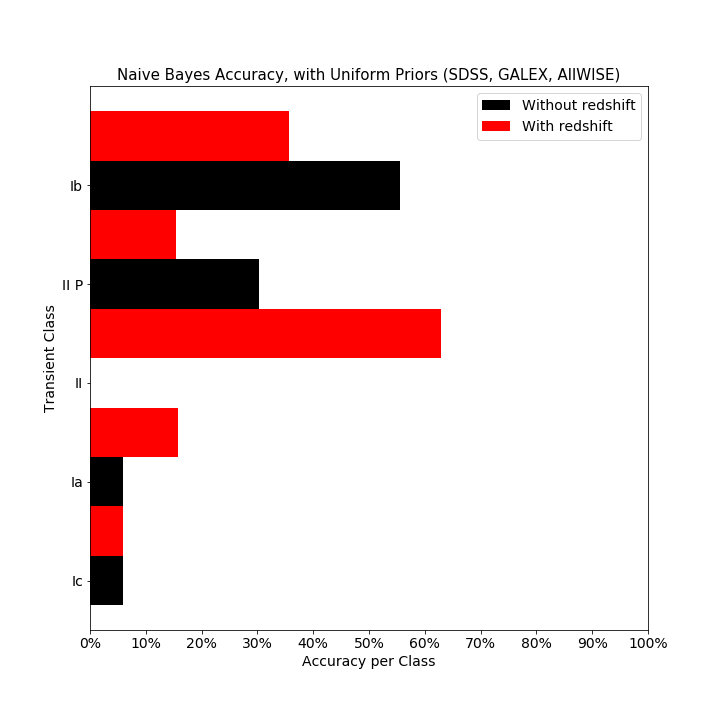 Naive Bayes Accuracy, with Uniform Priors (SDSS, GALEX, AllWISE)
Without redshift
With redshift
Transient Class
Ib
II P
II
Ia
Ic
0% 10% 20% 30% 40% 50% 60% 70% 80% 90% 100%
Accuracy per Class